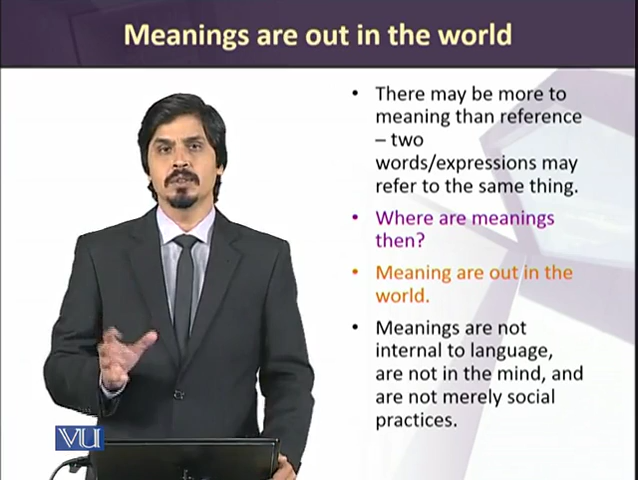 Meanings are out in the world
• There may be more to
meaning than reference
– two
words/expressions may
refer to the same thing.
• Where are meanings
then?
• Meaning are out in the
world.
• Meanings are not
internal to language,
are not in the mind, and
are not merely social
practices.
VU